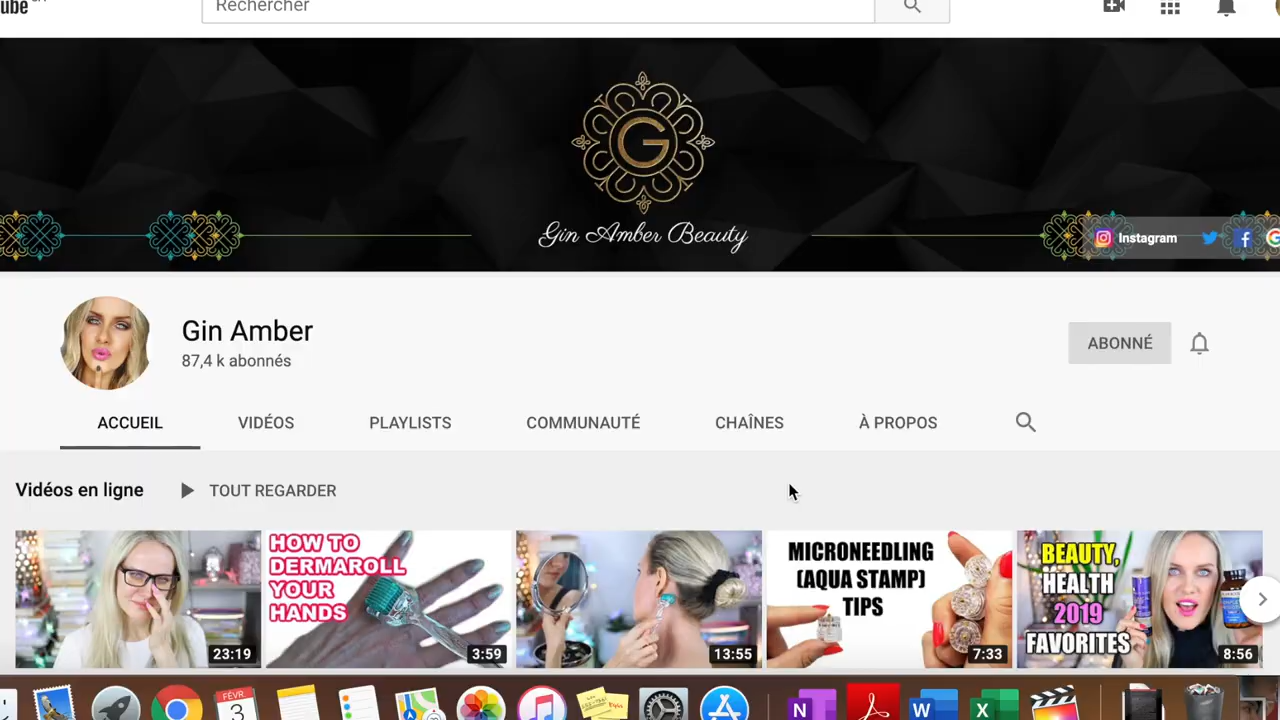 ube
Rechercher
G
Gin Amber Beauty
Instagram
Gin Amber
87,4 k abonnés
ABONNÉ
ACCUEIL
VIDÉOS
PLAYLISTS
COMMUNAUTÉ
CHAÎNES
À PROPOS
Vidéos en ligne
TOUT REGARDER
23:19
HOW TO
DERMAROLL
YOUR
HANDS
3:59
13:55
MICRONEEDLING
(AQUA STAMP)
TIPS
7:33
BEAUTY,
HEALTH
2019
FAVORITES
8:56
FÉVR.
3
N
W
X